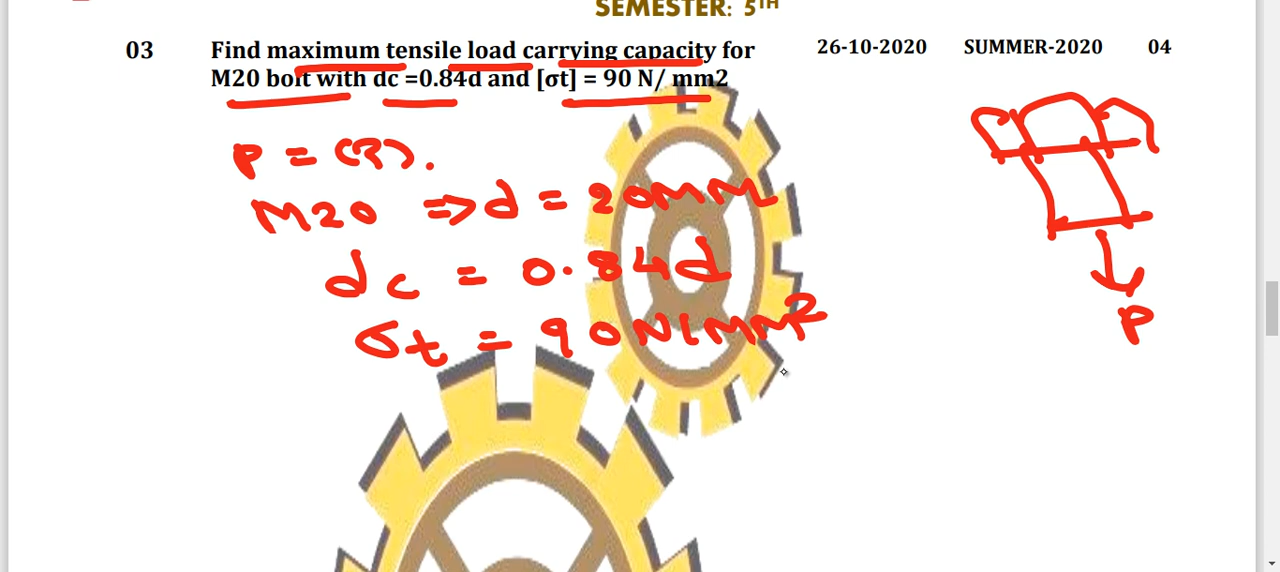 SEMESTER: 5TH
03 Find maximum tensile load carrying capacity for 26-10-2020 SUMMER-2020 04
M20 bolt with dc =0.84d and [σt] = 90 N/ mm2
P = (?).
M20 => d = 20mm
dc = 0.84d
σt = 90N/mm2
P